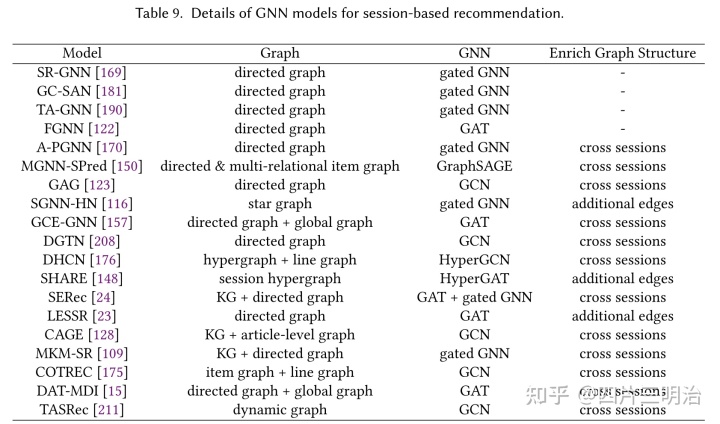 Table 9. Details of GNN models for session-based recommendation.
Model Graph GNN Enrich Graph Structure
SR-GNN [169] directed graph gated GNN -
GC-SAN [181] directed graph gated GNN -
TA-GNN [190] directed graph gated GNN -
FGNN [122] directed graph GAT -
A-PGNN [170] directed graph gated GNN cross sessions
MGNN-SPred [150] directed & multi-relational item graph GraphSAGE cross sessions
GAG [123] directed graph GCN cross sessions
SGNN-HN [116] star graph gated GNN additional edges
GCE-GNN [157] directed graph + global graph GAT cross sessions
DGTN [208] directed graph GCN cross sessions
DHCN [176] hypergraph + line graph HyperGCN cross sessions
SHARE [148] session hypergraph HyperGAT additional edges
SERec [24] KG + directed graph GAT + gated GNN cross sessions
LESSR [23] directed graph GAT additional edges
CAGE [128] KG + article-level graph GCN cross sessions
MKM-SR [109] KG + directed graph gated GNN cross sessions
COTREC [175] item graph + line graph GCN cross sessions
DAT-MDI [15] directed graph + global graph GAT cross sessions
TASRec [211] dynamic graph GCN cross sessions
知乎 @四片三明治